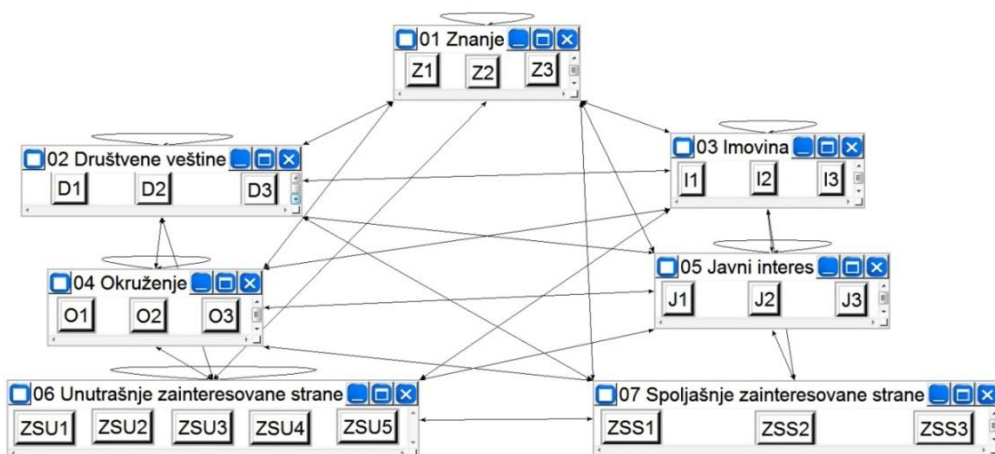 01 Znanje
Z1 Z2 Z3
02 Društvene veštine
D1 D2 D3
03 Imovina
I1 I2 I3
04 Okruženje
O1 O2 O3
05 Javni interes
J1 J2 J3
06 Unutrašnje zainteresovane strane
ZSU1 ZSU2 ZSU3 ZSU4 ZSU5
07 Spoljašnje zainteresovane strane
ZSS1 ZSS2 ZSS3